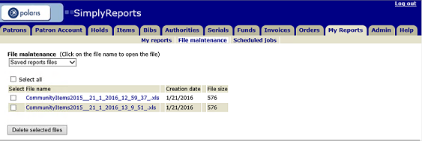 Log out
polaris SimplyReports
Patrons Patron Account Holds Items Bibs Authorities Serials Funds Invoices Orders My Reports Admin Help
My reports File maintenance Scheduled jobs
File maintenance (Click on the file name to open the file)
Saved reports files
Select all
Select File name Creation date File size
CommunityItems2015__21_1_2016_12_59_37_.xls 1/21/2016 576
CommunityItems2015__21_1_2016_13_9_51_.xls 1/21/2016 576
Delete selected files